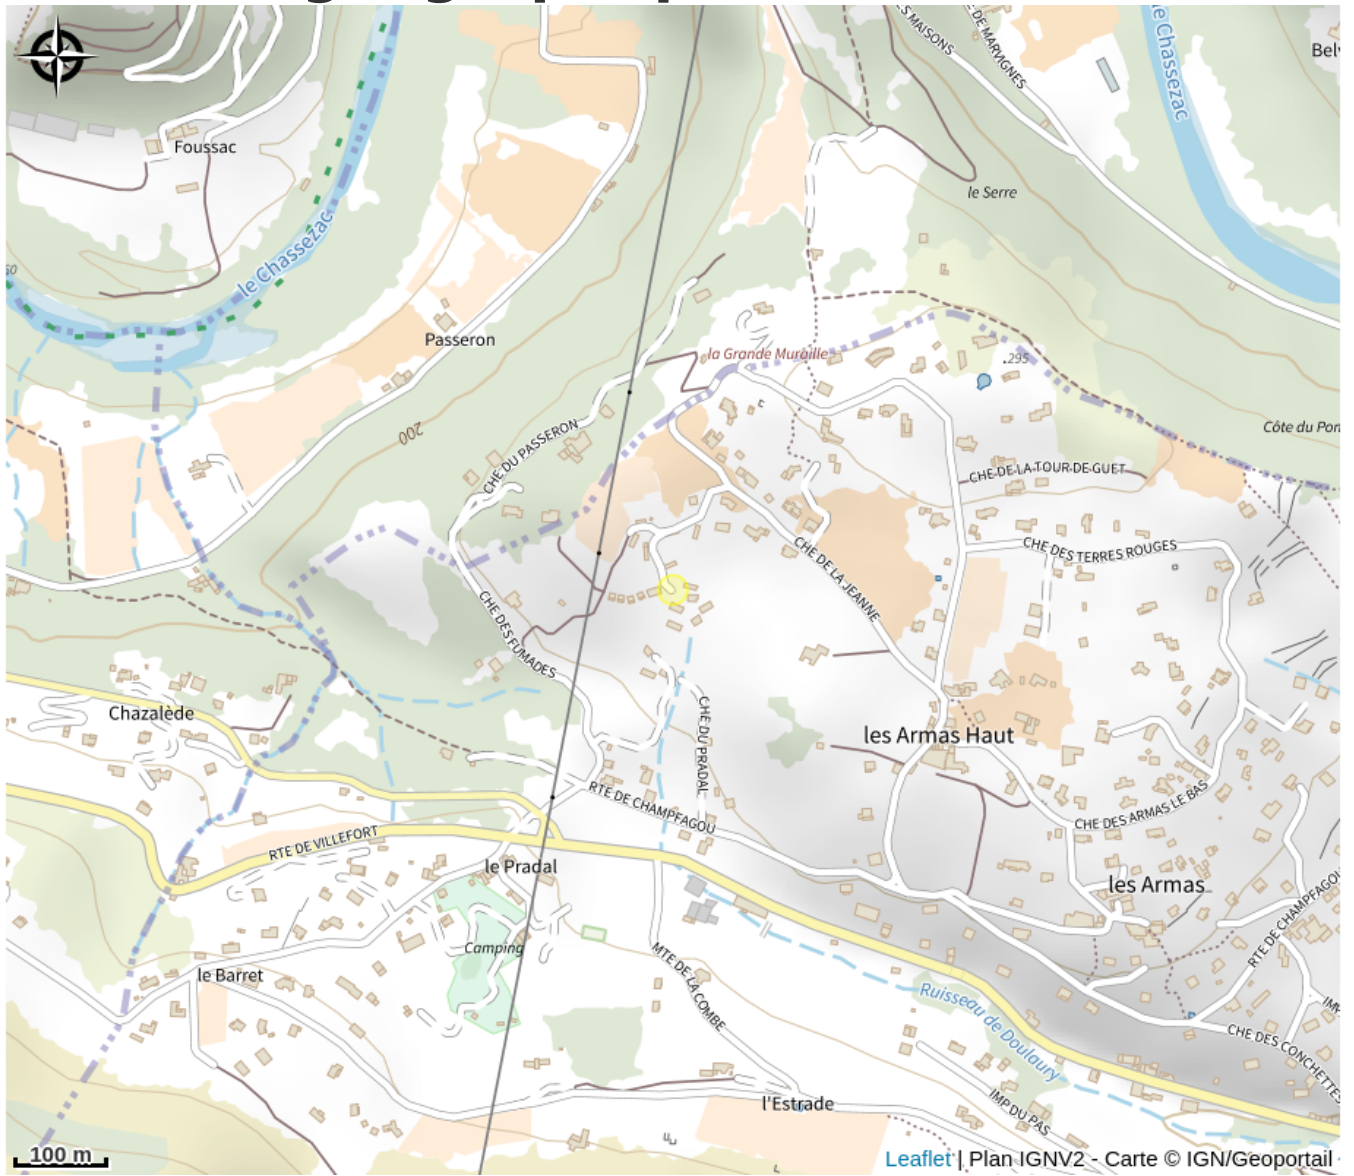 S MAISONS
E DE MARVIGNES
le Chassezac
Bel
Foussac
le Serre
le Chassezac
Passeron
la Grande Muraille
.295
200
CHE DU PASSERON
Côte du Pon
CHE DE LA TOUR DE GUET
CHE DE LA JEANNE
CHE DES TERRES ROUGES
CHE DES FUMADES
Chazalède
CHE DU PRADAL
les Armas Haut
RTE DE CHAMPFAGOU
CHE DES ARMAS LE BAS
RTE DE VILLEFORT
le Pradal
les Armas
RTE DE CHAMPFAGOU
Camping
le Barret
MTE DE LA COMBE
Ruisseau de Doulaury
IMP
CHE DES CONCHETTES
IMP DU PAS
l'Estrade
100 m
Leaflet | Plan IGNV2 - Carte © IGN/Geoportail